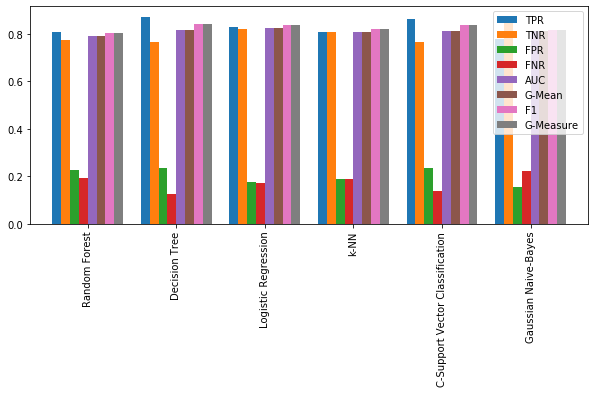 0.8
0.6
0.4
0.2
0.0
TPR
TNR
FPR
FNR
AUC
G-Mean
F1
G-Measure
Random Forest
Decision Tree
Logistic Regression
k-NN
C-Support Vector Classification
Gaussian Naive-Bayes